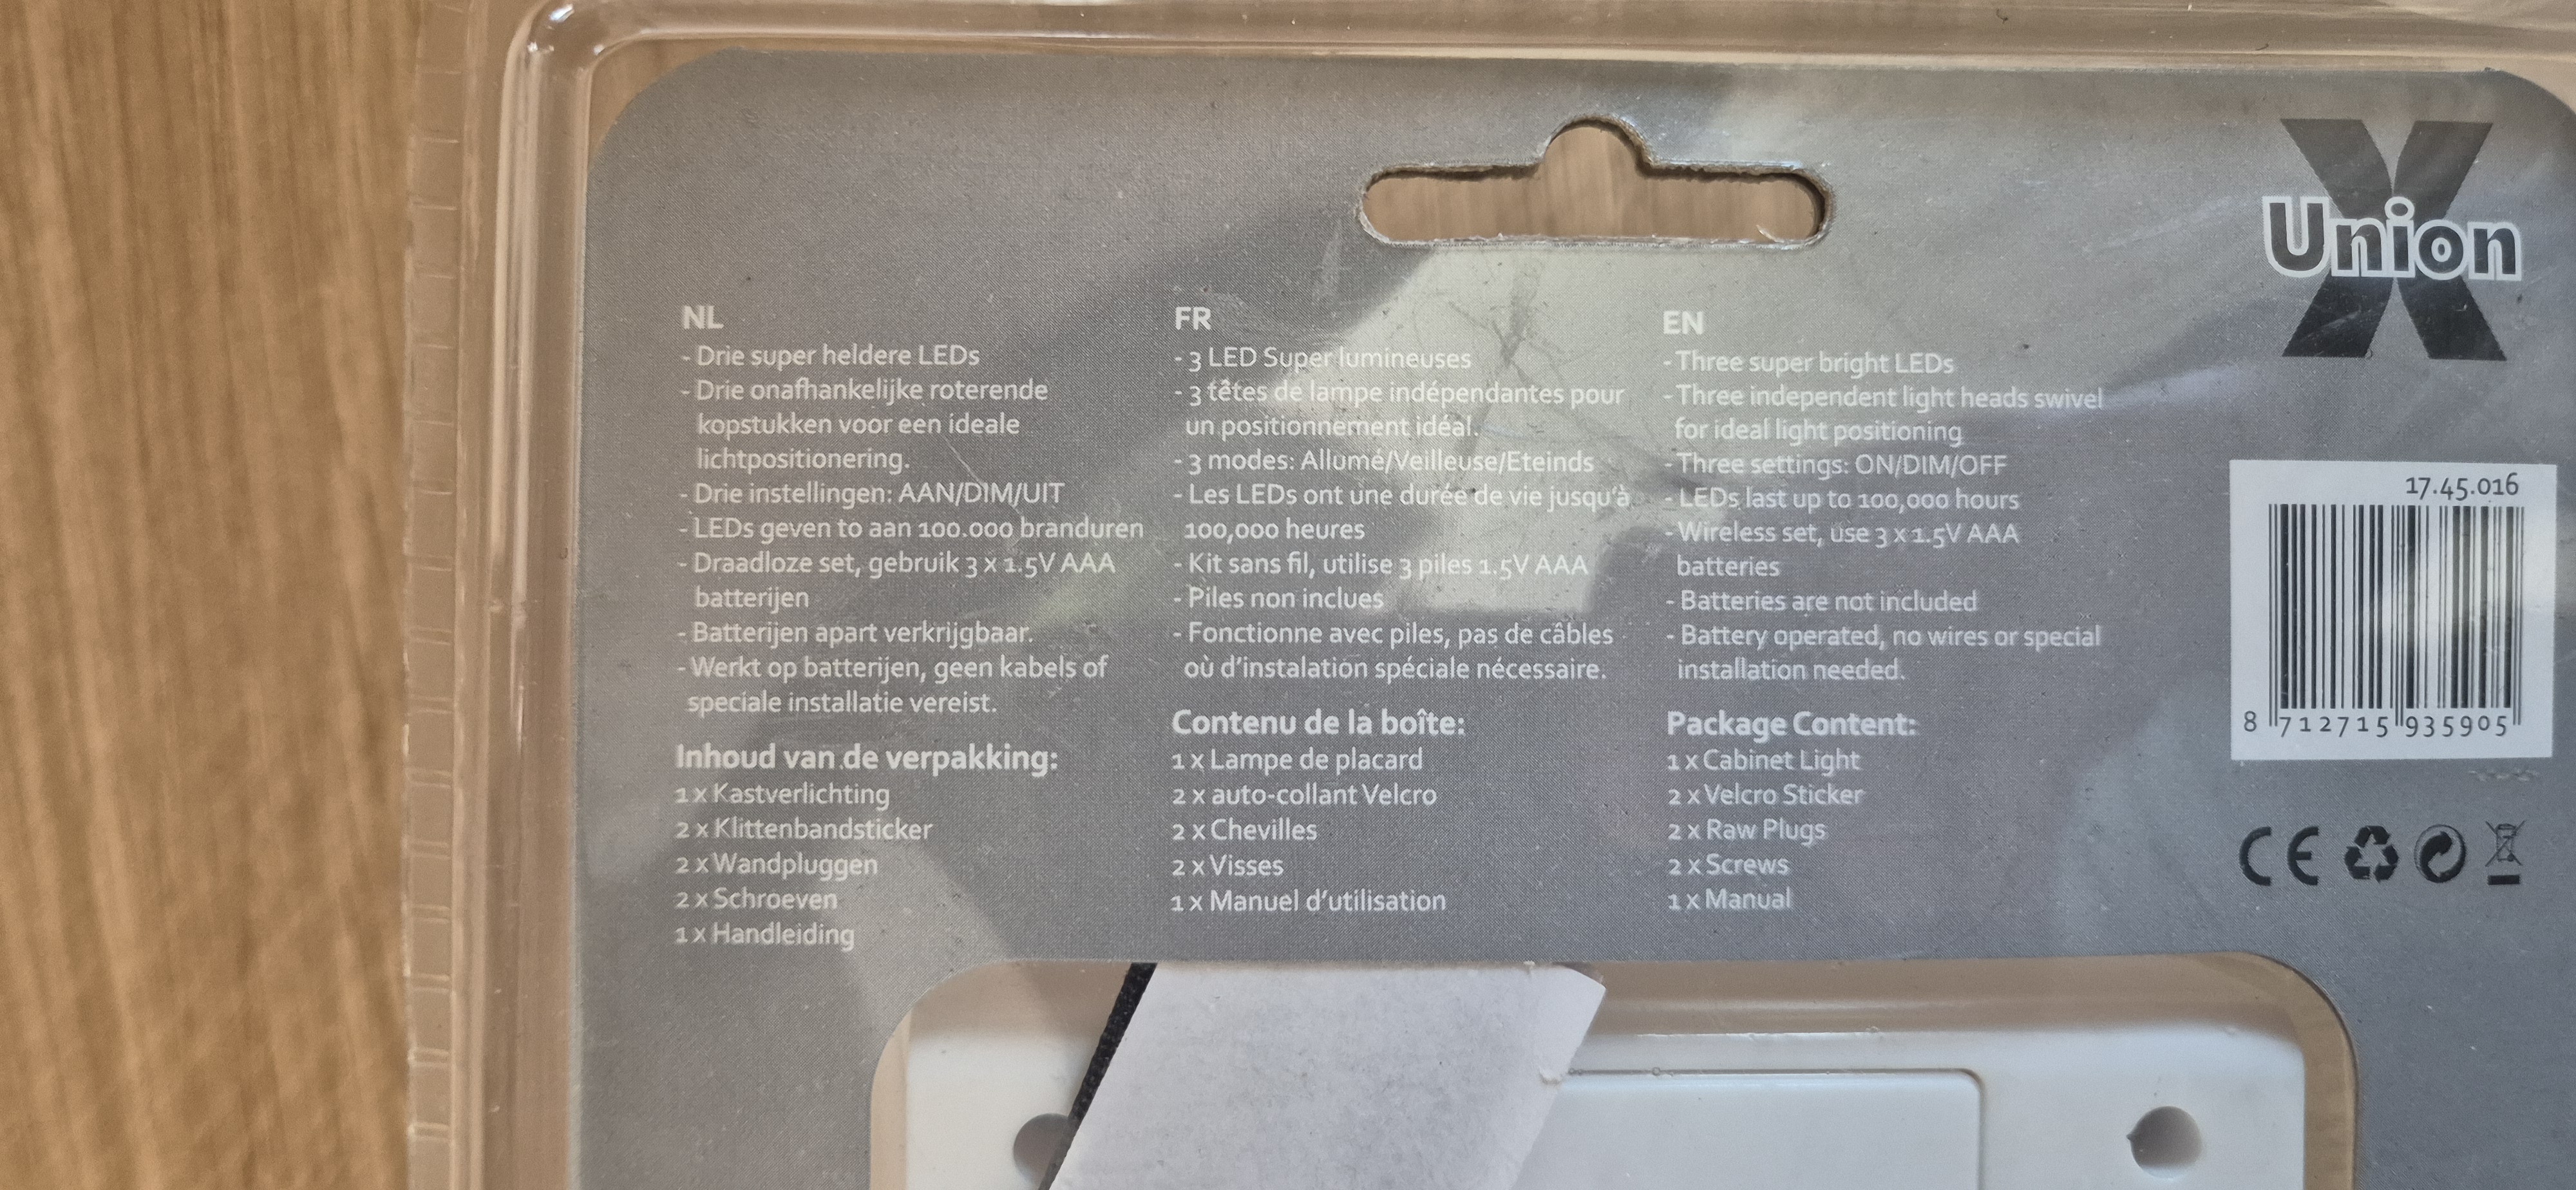 NL
- Drie super heldere LEDs
- Drie onafhankelijke roterende
kopstukken voor een ideale
lichtpositionering.
- Drie instellingen: AAN/DIM/UIT
- LEDs geven to aan 100.000 branduren
- Draadloze set, gebruik 3 x 1.5V AAA
batterijen
- Batterijen apart verkrijgbaar.
- Werkt op batterijen, geen kabels of
speciale installatie vereist.
Inhoud van de verpakking:
1 x Kastverlichting
2 x Klittenbandsticker
2 x Wandpluggen
2 x Schroeven
1 x Handleiding
FR
- 3 LED Super lumineuses
- 3 têtes de lampe indépendantes pour
un positionnement idéal.
- 3 modes: Allumé/Veilleuse/Eteinds
- Les LEDs ont une durée de vie jusqu'à
100,000 heures
- Kit sans fil, utilise 3 piles 1.5V AAA
- Piles non inclues
- Fonctionne avec piles, pas de câbles
où d'instalation spéciale nécessaire.
Contenu de la boîte:
1 x Lampe de placard
2 x auto-collant Velcro
2 x Chevilles
2 x Visses
1 x Manuel d'utilisation
EN
- Three super bright LEDs
- Three independent light heads swivel
for ideal light positioning
- Three settings: ON/DIM/OFF
- LEDs last up to 100,000 hours
- Wireless set, use 3 x 1.5V AAA
batteries
- Batteries are not included
- Battery operated, no wires or special
installation needed.
Package Content:
1 x Cabinet Light
2 x Velcro Sticker
2 x Raw Plugs
2 x Screws
1 x Manual
X
Union
17.45.016
8 712715 935905
CE